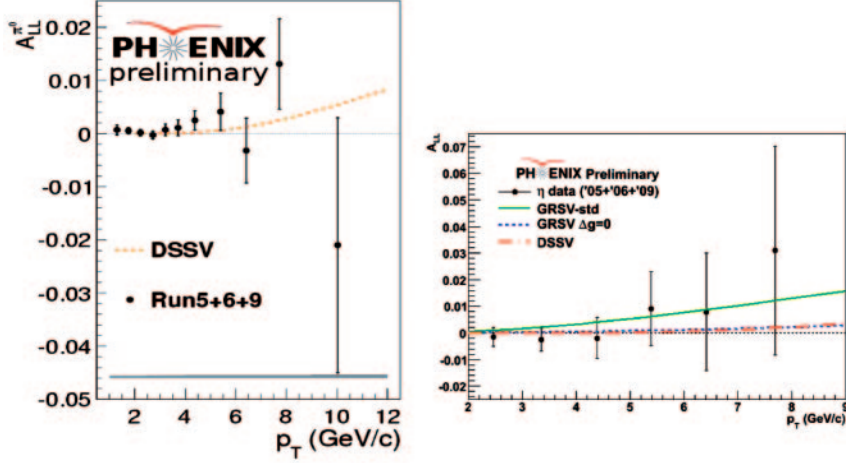 A_LL^π⁰
0.02
0.01
0
-0.01
-0.02
-0.03
-0.04
-0.05
PHENIX
preliminary
DSSV
Run5+6+9
0 2 4 6 8 10 12
p_T (GeV/c)
A_LL
0.07
0.06
0.05
0.04
0.03
0.02
0.01
0
-0.01
-0.02
PHENIX Preliminary
η data ('05+'06+'09)
GRSV-std
GRSV Δg=0
DSSV
2 3 4 5 6 7 8 9
p_T (GeV/c)